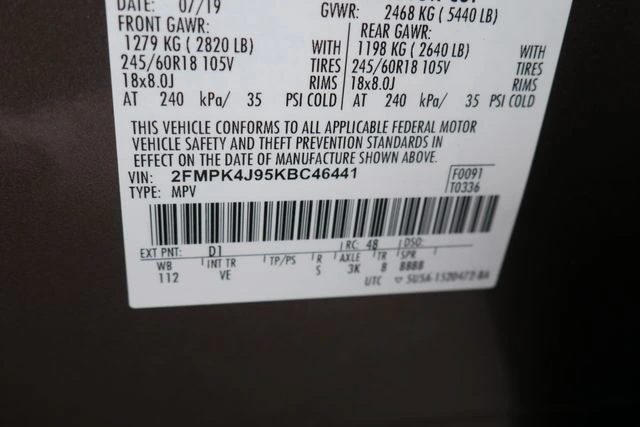 DATE: 07/19
GVWR: 2468 KG ( 5440 LB)
FRONT GAWR: REAR GAWR:
1279 KG ( 2820 LB) WITH 1198 KG ( 2640 LB) WITH
245/60R18 105V TIRES 245/60R18 105V TIRES
18x8.0J RIMS 18x8.0J RIMS
AT 240 kPa/ 35 PSI COLD AT 240 kPa/ 35 PSI COLD
THIS VEHICLE CONFORMS TO ALL APPLICABLE FEDERAL MOTOR
VEHICLE SAFETY AND THEFT PREVENTION STANDARDS IN
EFFECT ON THE DATE OF MANUFACTURE SHOWN ABOVE.
VIN: 2FMPK4J95KBC46441 F0091
TYPE: MPV T0336
EXT PNT: D1 RC: 48 DSO:
WB INT TR TP/PS R AXLE TR SPR
112 VE S 3K 8 BBBB
UTC 5U5A-1520472-BA